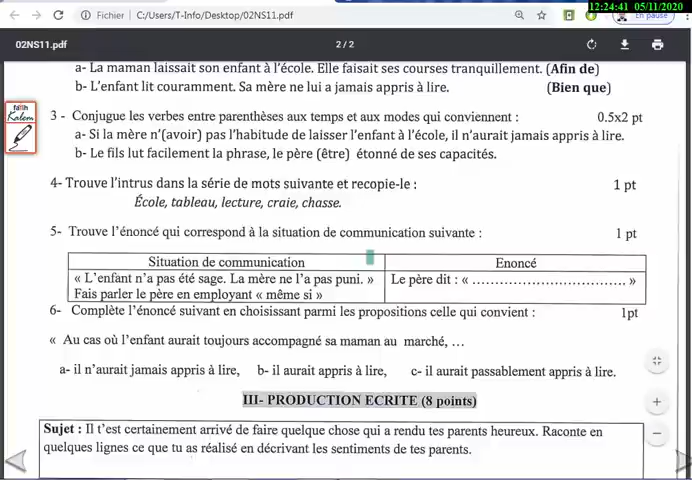 12:24:41 05/11/2020
Fichier | C:/Users/T-Info/Desktop/02NS11.pdf
En pause
02NS11.pdf
2 / 2
a- La maman laissait son enfant à l'école. Elle faisait ses courses tranquillement. (Afin de)
b- L'enfant lit couramment. Sa mère ne lui a jamais appris à lire. (Bien que)
faith
Kalem
3 - Conjugue les verbes entre parenthèses aux temps et aux modes qui conviennent : 0.5x2 pt
a- Si la mère n'(avoir) pas l'habitude de laisser l'enfant à l'école, il n'aurait jamais appris à lire.
b- Le fils lut facilement la phrase, le père (être) étonné de ses capacités.
4- Trouve l'intrus dans la série de mots suivante et recopie-le : 1 pt
École, tableau, lecture, craie, chasse.
5- Trouve l'énoncé qui correspond à la situation de communication suivante : 1 pt
Situation de communication Enoncé
« L'enfant n'a pas été sage. La mère ne l'a pas puni. » Le père dit : « ................................. »
Fais parler le père en employant « même si »
6- Complète l'énoncé suivant en choisissant parmi les propositions celle qui convient : 1pt
« Au cas où l'enfant aurait toujours accompagné sa maman au marché, …
a- il n'aurait jamais appris à lire, b- il aurait appris à lire, c- il aurait passablement appris à lire.
III- PRODUCTION ECRITE (8 points)
Sujet : Il t'est certainement arrivé de faire quelque chose qui a rendu tes parents heureux. Raconte en
quelques lignes ce que tu as réalisé en décrivant les sentiments de tes parents.